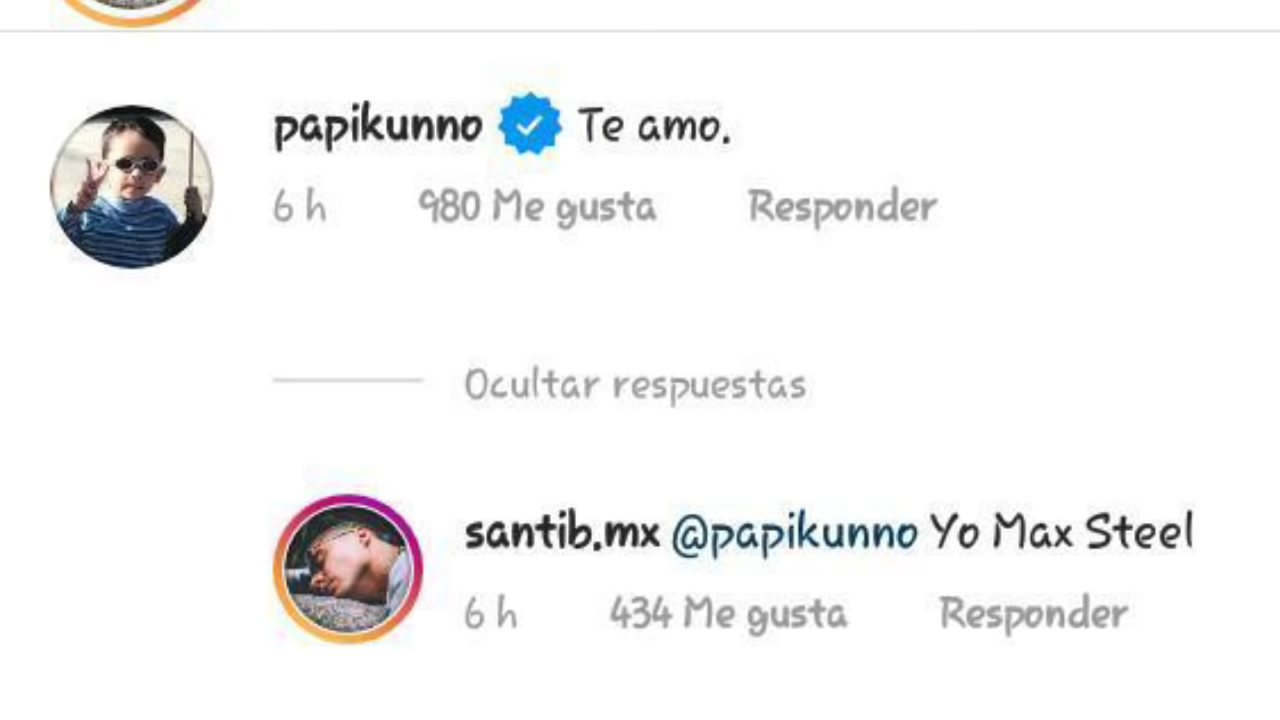 papikunno Te amo.
6 h 980 Me gusta Responder
Ocultar respuestas
santib.mx @papikunno Yo Max Steel
6 h 434 Me gusta Responder